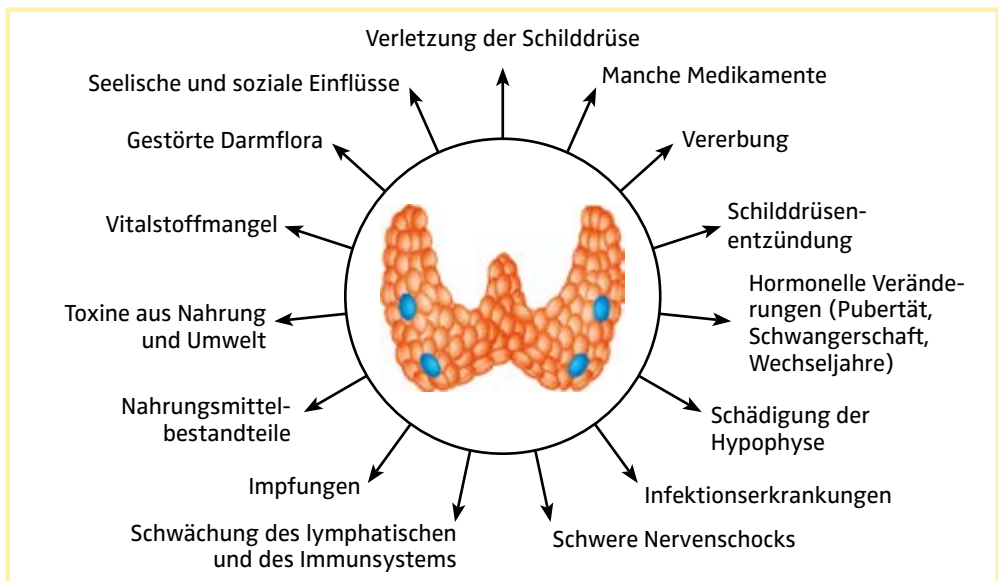 Verletzung der Schilddrüse
Manche Medikamente
Vererbung
Schilddrüsen-
entzündung
Hormonelle Verände-
rungen (Pubertät,
Schwangerschaft,
Wechseljahre)
Schädigung der
Hypophyse
Infektionserkrankungen
Schwere Nervenschocks
Schwächung des lymphatischen
und des Immunsystems
Impfungen
Nahrungsmittel-
bestandteile
Toxine aus Nahrung
und Umwelt
Vitalstoffmangel
Gestörte Darmflora
Seelische und soziale Einflüsse